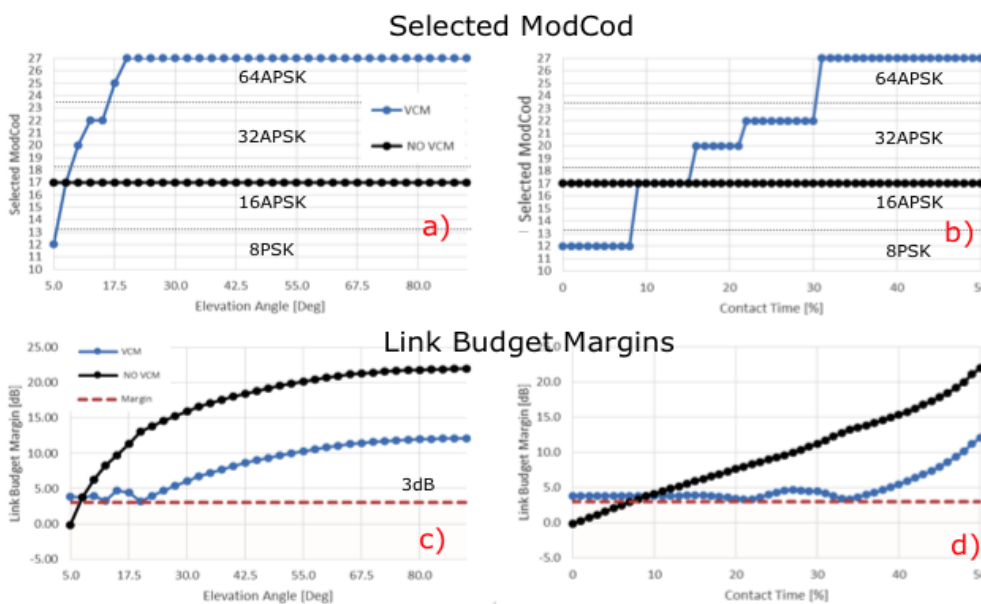 Selected ModCod
27
26
25
24
23
22
21
20
19
18
17
16
15
14
13
12
11
10
Selected ModCod
64APSK
32APSK
16APSK
8PSK
VCM
NO VCM
a)
5.0 17.5 30.0 42.5 55.0 67.5 80.0
Elevation Angle [Deg]
27
26
25
24
23
22
21
20
19
18
17
16
15
14
13
12
11
10
Selected ModCod
64APSK
32APSK
16APSK
8PSK
b)
0 10 20 30 40
Contact Time [%]
Link Budget Margins
25.00
20.00
15.00
10.00
5.00
0.00
-5.00
Link Budget Margin [dB]
VCM
NO VCM
Margin
3dB
c)
5.0 17.5 30.0 42.5 55.0 67.5 80.0
Elevation Angle [Deg]
25.0
20.0
15.0
10.0
5.0
0.0
-5.0
Link Budget Margin [dB]
d)
0 10 20 30 40
Contact Time [%]